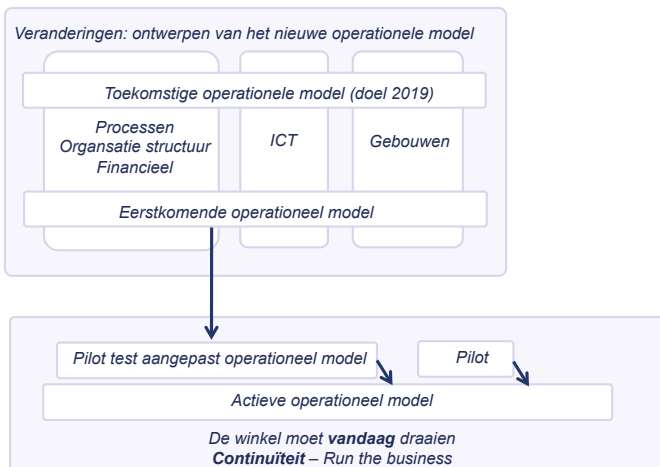 Veranderingen: ontwerpen van het nieuwe operationele model
Toekomstige operationele model (doel 2019)
Processen
Organsatie structuur
Financieel
ICT
Gebouwen
Eerstkomende operationeel model
Pilot test aangepast operationeel model
Pilot
Actieve operationeel model
De winkel moet vandaag draaien
Continuïteit – Run the business